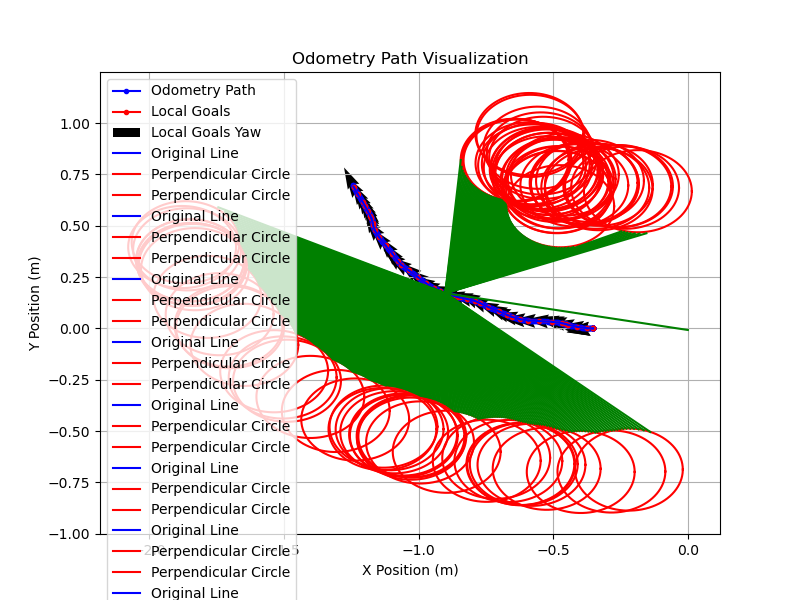 Odometry Path Visualization
Y Position (m)
1.00
0.75
0.50
0.25
0.00
−0.25
−0.50
−0.75
−1.00
Odometry Path
Local Goals
Local Goals Yaw
Original Line
Perpendicular Circle
Perpendicular Circle
Original Line
Perpendicular Circle
Perpendicular Circle
Original Line
Perpendicular Circle
Perpendicular Circle
Original Line
Perpendicular Circle
Perpendicular Circle
Original Line
Perpendicular Circle
Perpendicular Circle
Original Line
Perpendicular Circle
Perpendicular Circle
Original Line
Perpendicular Circle
Perpendicular Circle
Original Line
−1.0 −0.5 0.0
X Position (m)